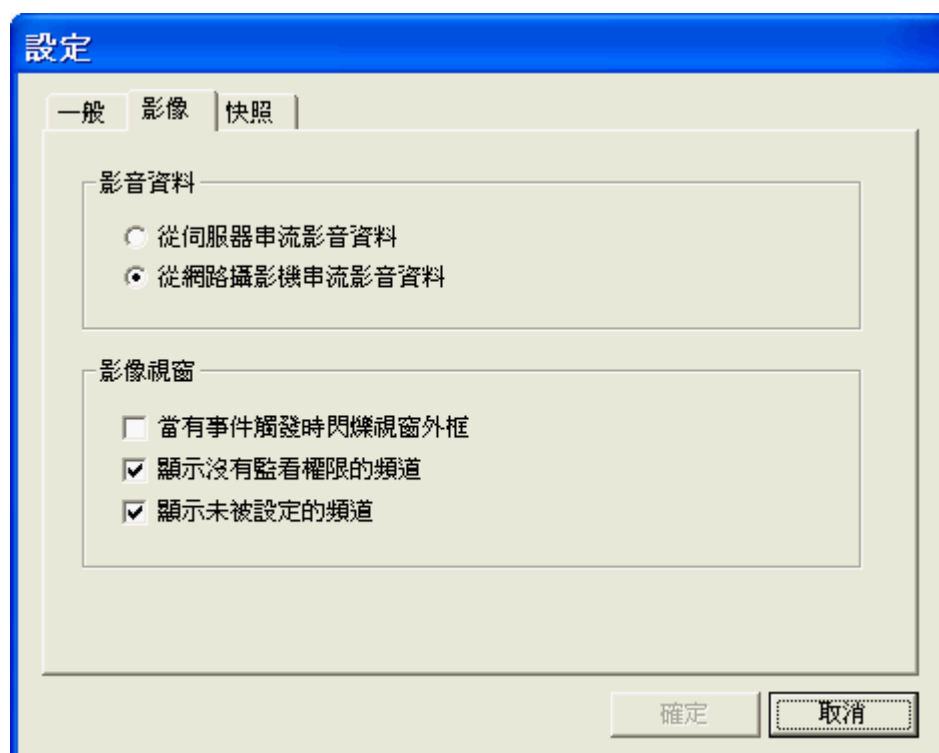 設定
一般 影像 快照
影音資料
從伺服器串流影音資料
從網路攝影機串流影音資料
影像視窗
當有事件觸發時閃爍視窗外框
顯示沒有監看權限的頻道
顯示未被設定的頻道
確定 取消